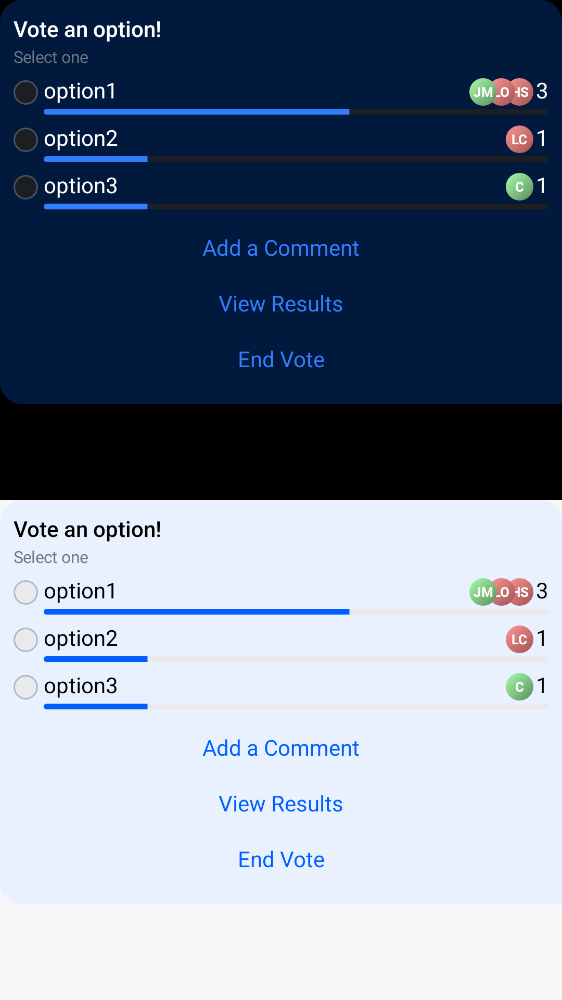 Vote an option!
Select one
option1 JM LO HS 3
option2 LC 1
option3 C 1
Add a Comment
View Results
End Vote
Vote an option!
Select one
option1 JM LO HS 3
option2 LC 1
option3 C 1
Add a Comment
View Results
End Vote